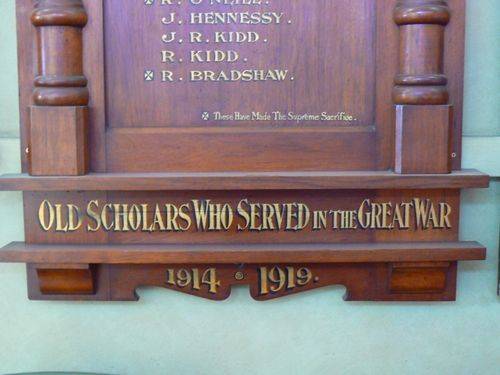 R. O'NEILL.
J. HENNESSY.
J. R. KIDD.
R. KIDD.
R. BRADSHAW.
These Have Made The Supreme Sacrifice.
OLD SCHOLARS WHO SERVED IN THE GREAT WAR
1914 1919.